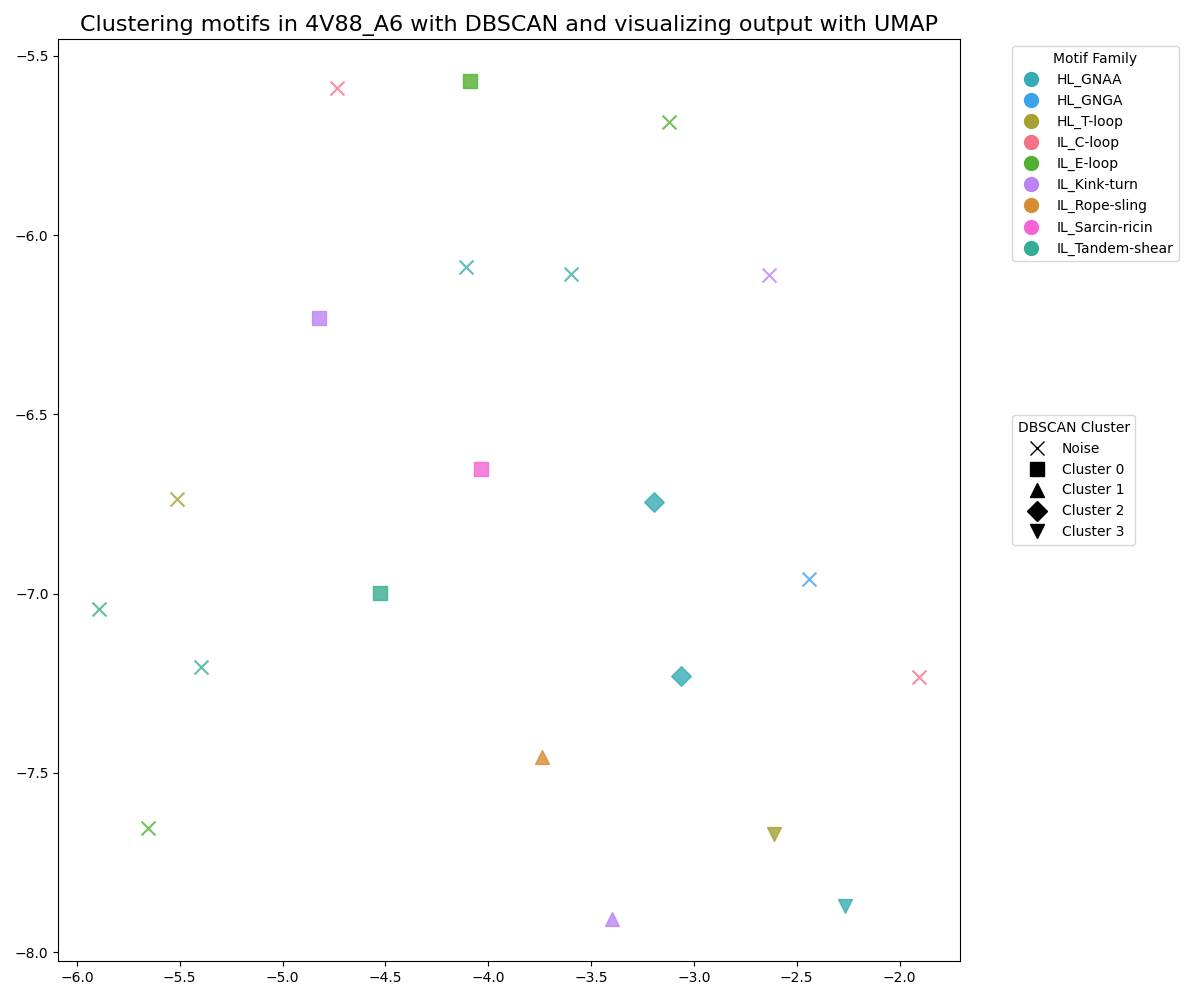 Clustering motifs in 4V88_A6 with DBSCAN and visualizing output with UMAP
−5.5
−6.0
−6.5
−7.0
−7.5
−8.0
−6.0 −5.5 −5.0 −4.5 −4.0 −3.5 −3.0 −2.5 −2.0
Motif Family
HL_GNAA
HL_GNGA
HL_T-loop
IL_C-loop
IL_E-loop
IL_Kink-turn
IL_Rope-sling
IL_Sarcin-ricin
IL_Tandem-shear
DBSCAN Cluster
Noise
Cluster 0
Cluster 1
Cluster 2
Cluster 3